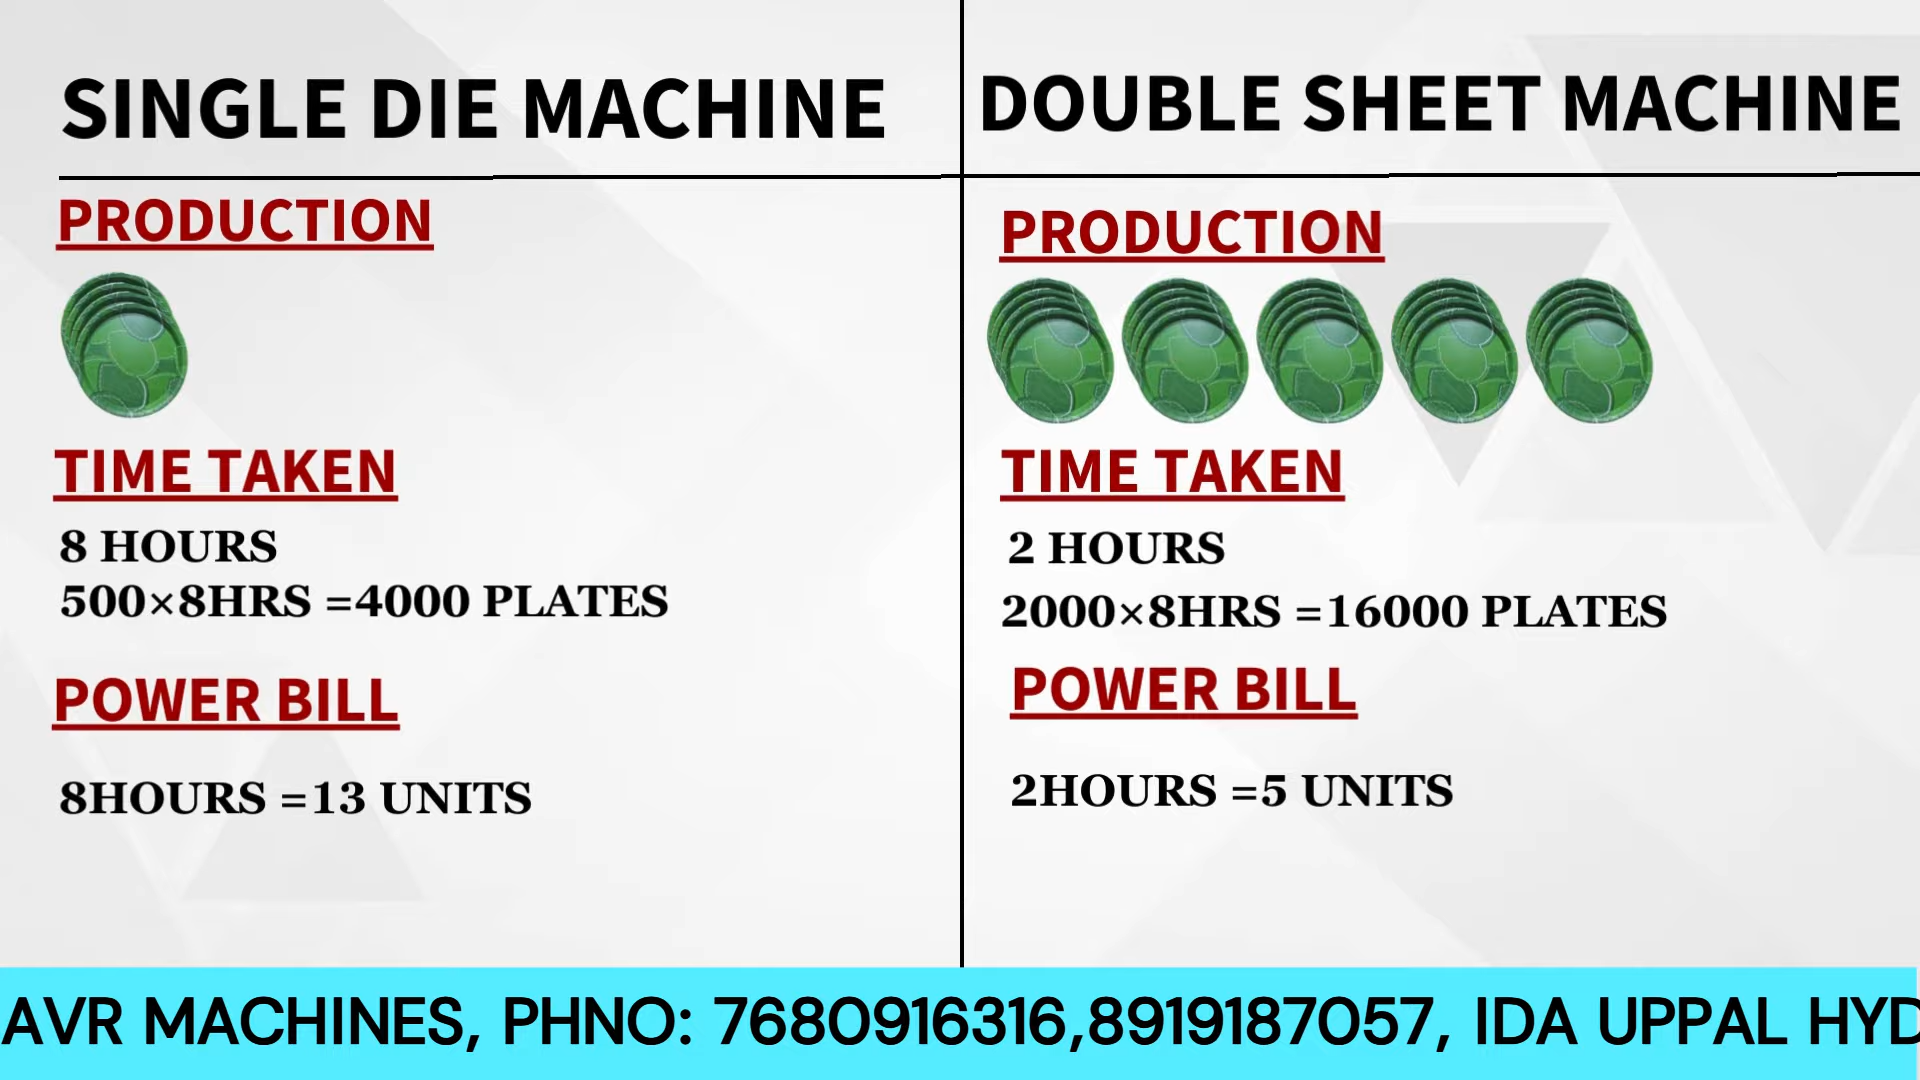 SINGLE DIE MACHINE
PRODUCTION
TIME TAKEN
8 HOURS
500×8HRS =4000 PLATES
POWER BILL
8HOURS =13 UNITS
DOUBLE SHEET MACHINE
PRODUCTION
TIME TAKEN
2 HOURS
2000×8HRS =16000 PLATES
POWER BILL
2HOURS =5 UNITS
AVR MACHINES, PHNO: 7680916316,8919187057, IDA UPPAL HYD